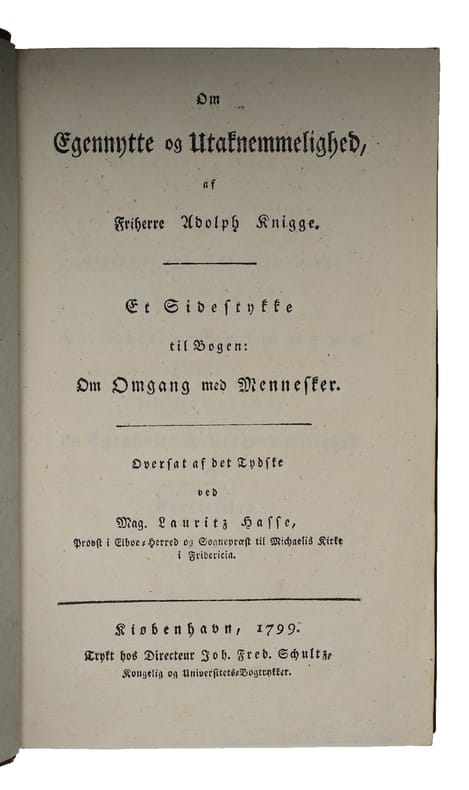 Om
Egennytte og Utaknemmelighed,
af
Friherre Adolph Knigge.
Et Sidestykke
til Bogen:
Om Omgang med Mennesker.
Oversat af det Tydske
ved
Mag. Lauritz Hasse,
Provst i Elboe-Herred og Sognepræst til Michaelis Kirke
i Fridericia.
Kiøbenhavn, 1799.
Trykt hos Directeur Joh. Fred. Schultz,
Kongelig og Universitets-Bogtrykker.